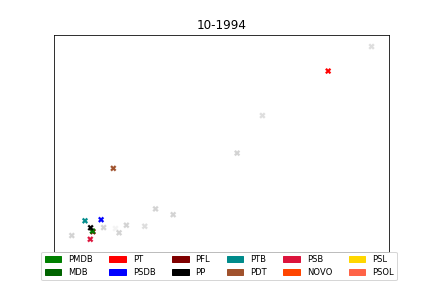 10-1994
PMDB PT PFL PTB PSB PSL
MDB PSDB PP PDT NOVO PSOL